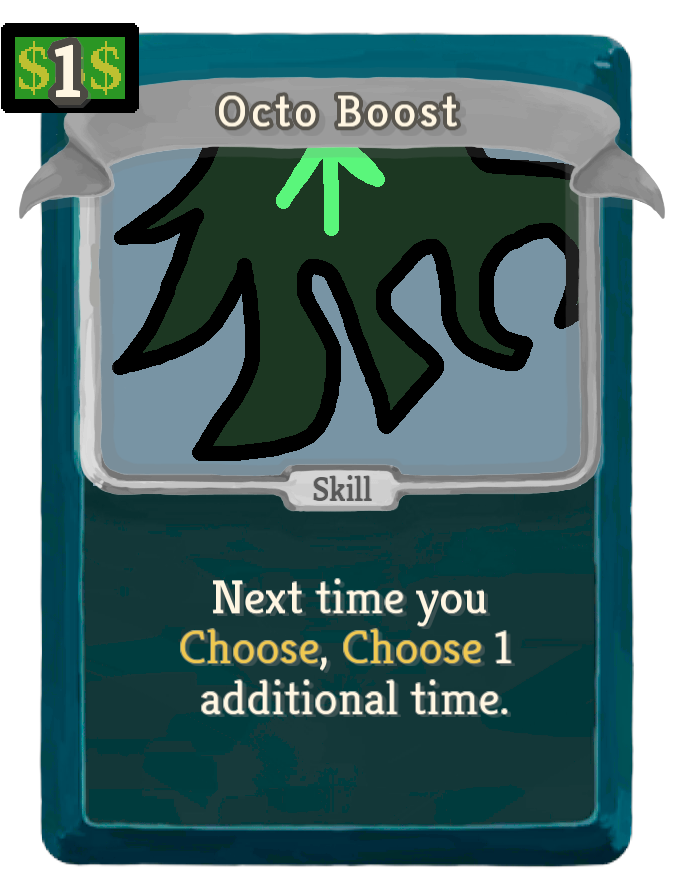 $1$
Octo Boost
Skill
Next time you
Choose, Choose 1
additional time.